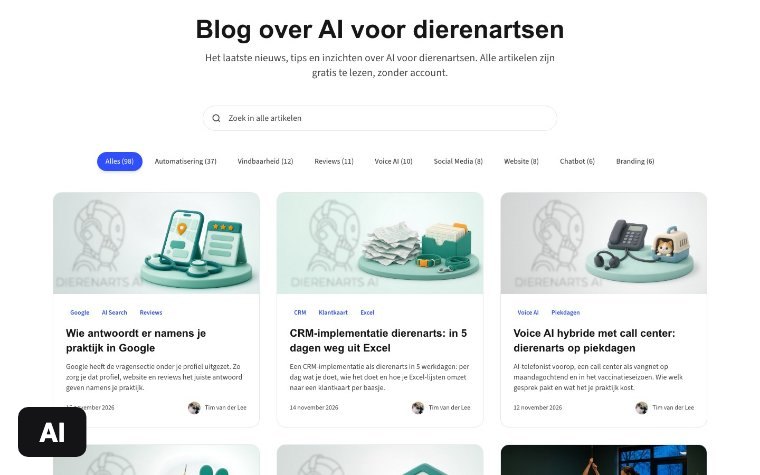 Blog over AI voor dierenartsen
Het laatste nieuws, tips en inzichten over AI voor dierenartsen. Alle artikelen zijn
gratis te lezen, zonder account.
Zoek in alle artikelen
Alles (98) Automatisering (37) Vindbaarheid (12) Reviews (11) Voice AI (10) Social Media (8) Website (8) Chatbot (6) Branding (6)
DIERENARTS AI
DIERENARTS AI
DIERENARTS AI
Google AI Search Reviews
Wie antwoordt er namens je
praktijk in Google
Google heeft de vragensectie onder je profiel uitgezet. Zo
zorg je dat profiel, website en reviews het juiste antwoord
geven namens je praktijk.
november 2026 Tim van der Lee
CRM Klantkaart Excel
CRM-implementatie dierenarts: in 5
dagen weg uit Excel
Een CRM-implementatie als dierenarts in 5 werkdagen: per
dag wat je doet, wie het doet en hoe je Excel-lijsten omzet
naar een klantkaart per baasje.
14 november 2026 Tim van der Lee
Voice AI Piekdagen
Voice AI hybride met call center:
dierenarts op piekdagen
AI-telefonist voorop, een call center als vangnet op
maandagochtend en in het vaccinatieseizoen. Wie welk
gesprek pakt en wat het je praktijk kost.
12 november 2026 Tim van der Lee
AI